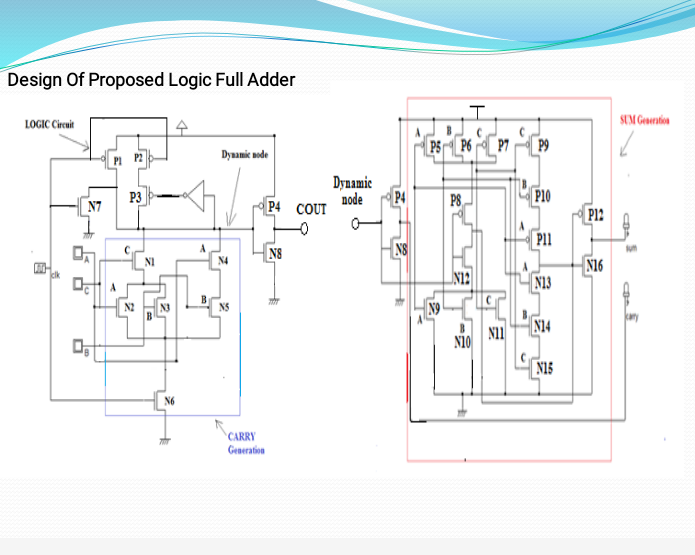 Design Of Proposed Logic Full Adder
LOGIC Circuit
P1
P2
Dynamic node
P3
N7
P4
COUT
N8
A
clk
C
B
C
N1
A
N4
A
N2
B
N3
B
N5
N6
CARRY
Generation
SUM Generation
Dynamic
node
P4
N8
A
P5
B
P6
C
P7
C
P9
P8
B
P10
A
P11
P12
N12
A
N13
N16
A
N9
B
N10
C
N11
B
N14
C
N15
sum
carry